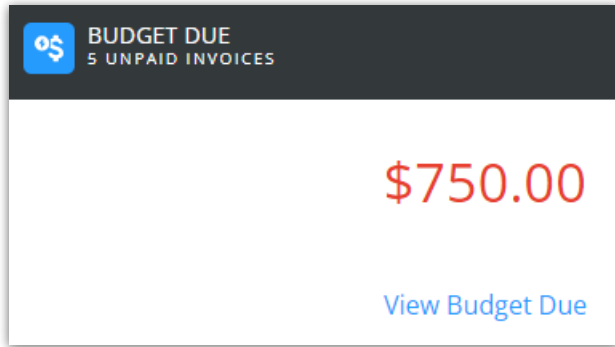 BUDGET DUE
5 UNPAID INVOICES
$750.00
View Budget Due